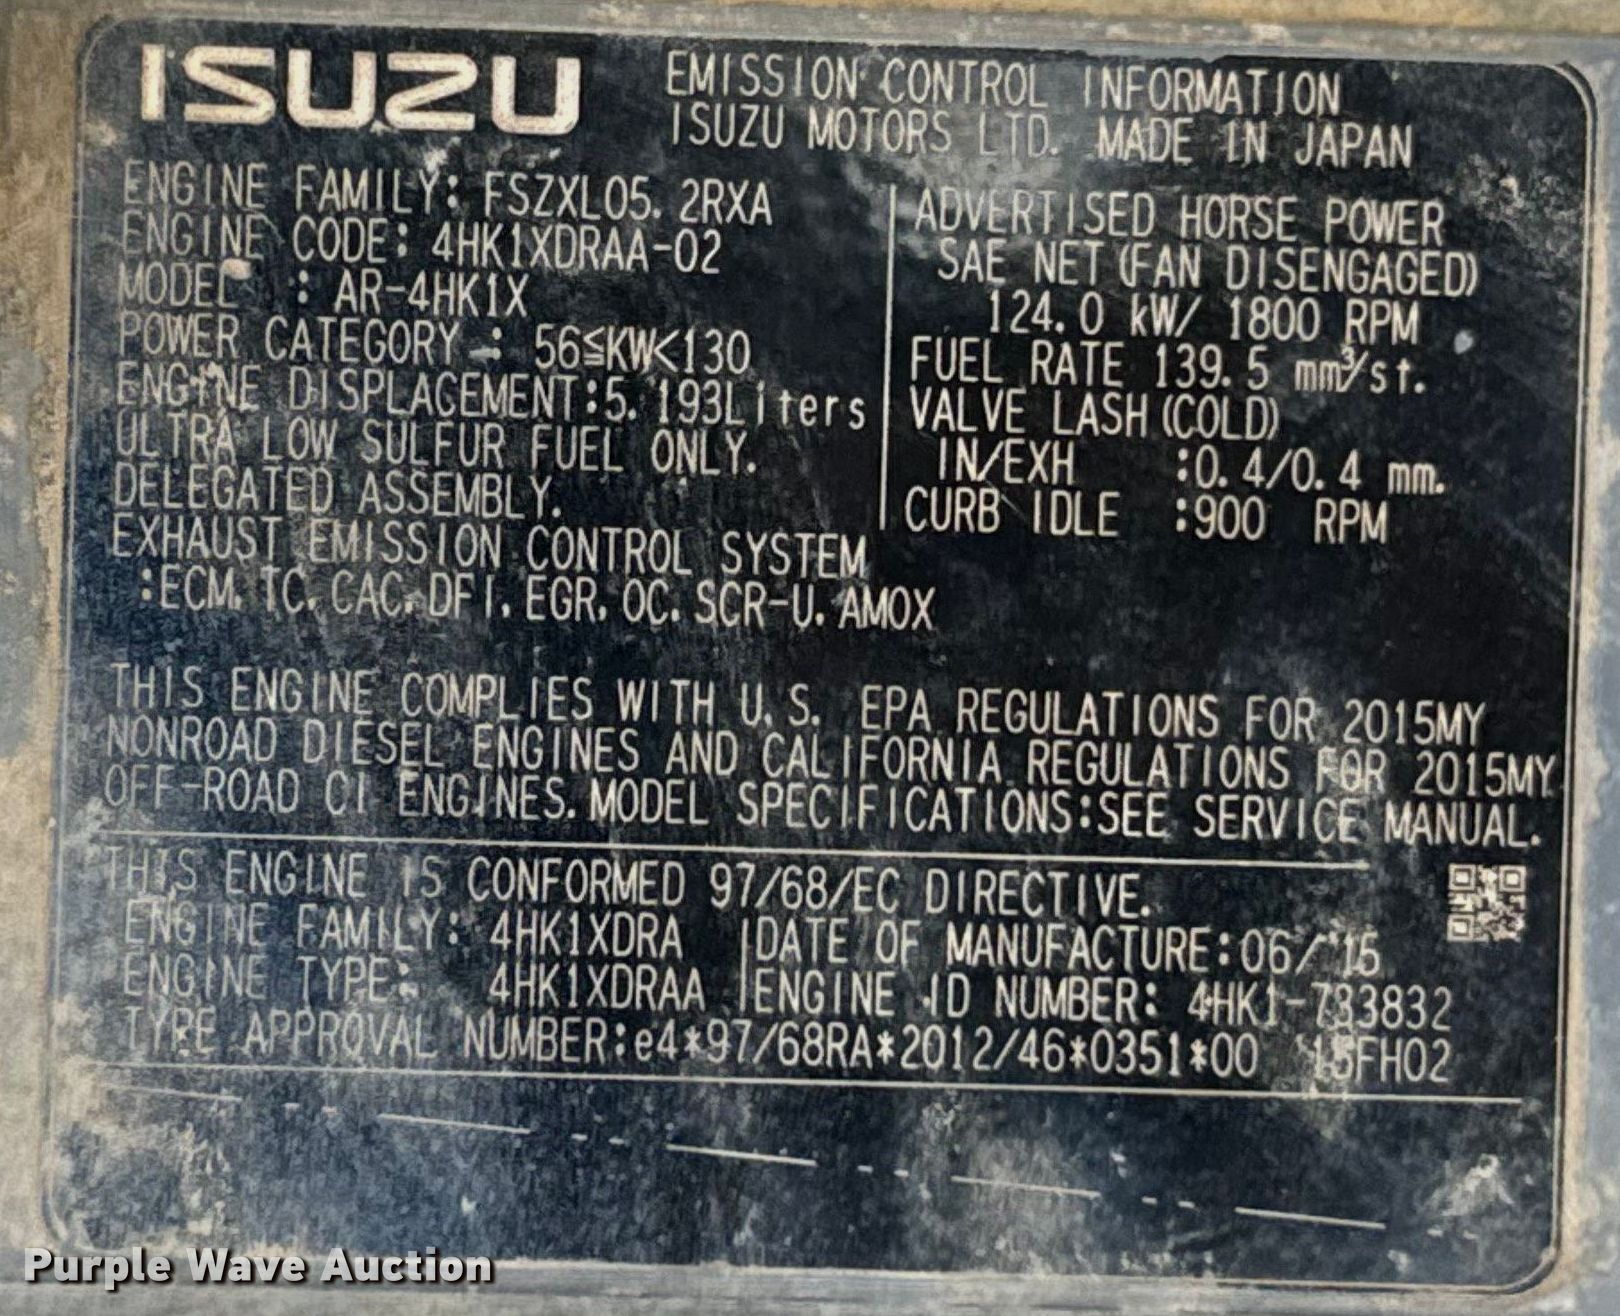 ISUZU
EMISSION CONTROL INFORMATION
ISUZU MOTORS LTD. MADE IN JAPAN
ENGINE FAMILY: FSZXL05. 2RXA
ENGINE CODE: 4HK1XDRAA-02
MODEL : AR-4HK1X
POWER CATEGORY : 56≦KW<130
ENGINE DISPLACEMENT:5. 193Liters
ULTRA LOW SULFUR FUEL ONLY.
DELEGATED ASSEMBLY.
EXHAUST EMISSION CONTROL SYSTEM
:ECM, TC, CAC, DFI, EGR, OC, SCR-U, AMOX
ADVERTISED HORSE POWER
SAE NET (FAN DISENGAGED)
124. 0 kW/ 1800 RPM
FUEL RATE 139. 5 mm³/st.
VALVE LASH (COLD)
IN/EXH :0. 4/0. 4 mm.
CURB IDLE :900 RPM
THIS ENGINE COMPLIES WITH U. S. EPA REGULATIONS FOR 2015MY
NONROAD DIESEL ENGINES AND CALIFORNIA REGULATIONS FOR 2015MY
OFF-ROAD CI ENGINES. MODEL SPECIFICATIONS:SEE SERVICE MANUAL.
THIS ENGINE IS CONFORMED 97/68/EC DIRECTIVE.
ENGINE FAMILY: 4HK1XDRA
ENGINE TYPE: 4HK1XDRAA
DATE OF MANUFACTURE:06/'15
ENGINE ID NUMBER: 4HK1-733832
TYPE APPROVAL NUMBER:e4*97/68RA*2012/46*0351*00 15FH02
Purple Wave Auction